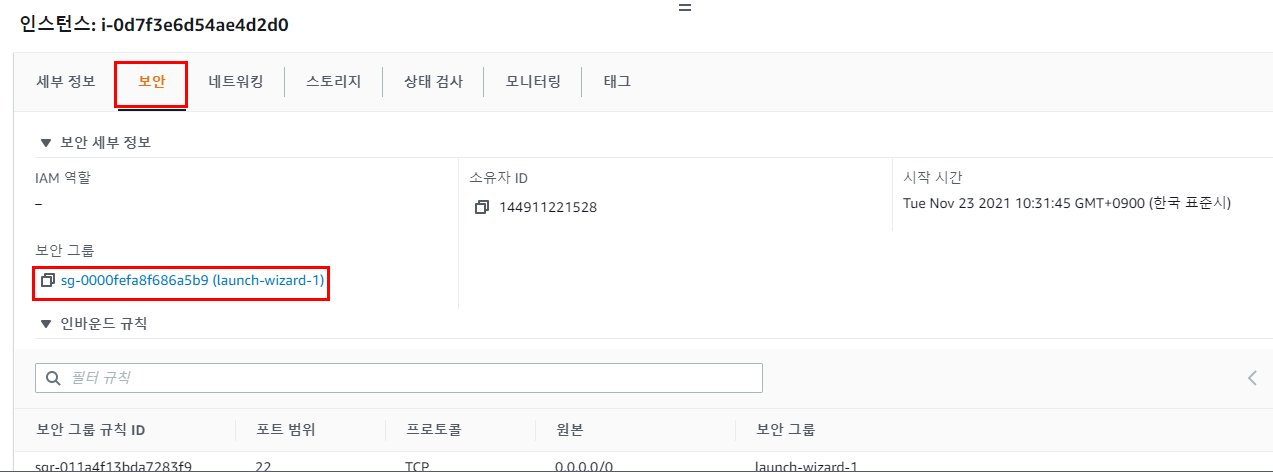 인스턴스: i-0d7f3e6d54ae4d2d0
세부 정보 보안 네트워킹 스토리지 상태 검사 모니터링 태그
▼ 보안 세부 정보
IAM 역할 소유자 ID 시작 시간
– 144911221528 Tue Nov 23 2021 10:31:45 GMT+0900 (한국 표준시)
보안 그룹
sg-0000fefa8f686a5b9 (launch-wizard-1)
▼ 인바운드 규칙
필터 규칙
보안 그룹 규칙 ID 포트 범위 프로토콜 원본 보안 그룹
sgr-011a4f13bda7283f9 22 TCP 0.0.0.0/0 launch-wizard-1